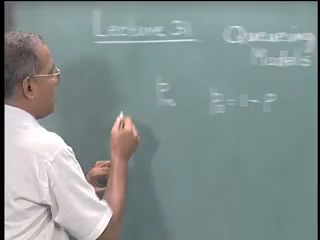 Lecture 31
Queueing
Models
P₀ = 1-ρ